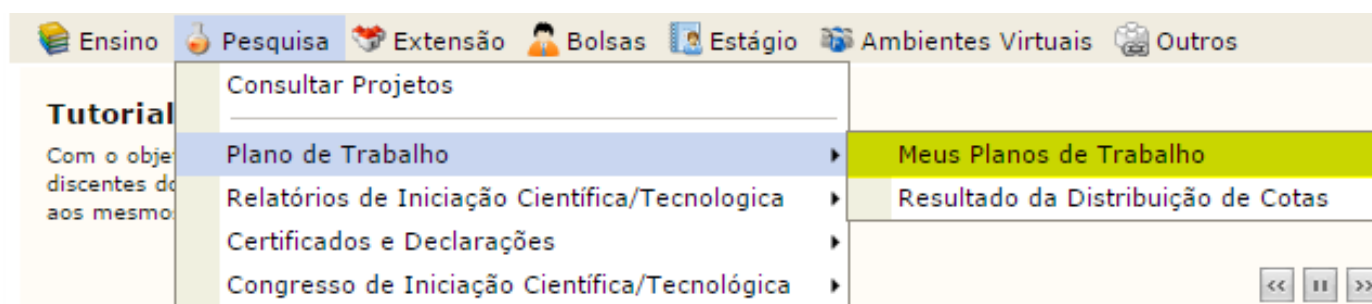 Ensino Pesquisa Extensão Bolsas Estágio Ambientes Virtuais Outros
Consultar Projetos
Tutorial
Com o obje
discentes do
aos mesmo
Plano de Trabalho
Meus Planos de Trabalho
Relatórios de Iniciação Científica/Tecnologica
Resultado da Distribuição de Cotas
Certificados e Declarações
Congresso de Iniciação Científica/Tecnológica